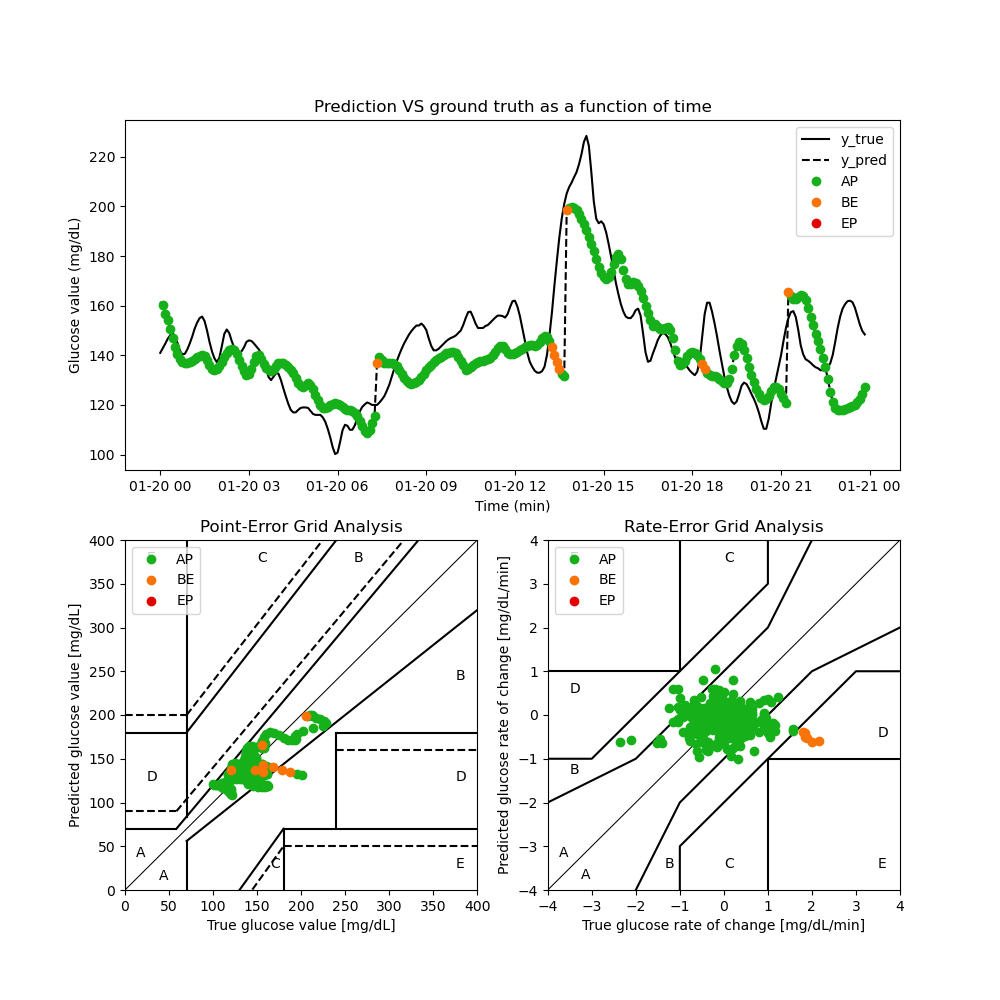 Prediction VS ground truth as a function of time
Glucose value (mg/dL)
220
200
180
160
140
120
100
y_true
y_pred
AP
BE
EP
01-20 00 01-20 03 01-20 06 01-20 09 01-20 12 01-20 15 01-20 18 01-20 21 01-21 00
Time (min)
Point-Error Grid Analysis
Predicted glucose value [mg/dL]
400
350
300
250
200
150
100
50
0
AP
BE
EP
C
B
B
D
D
A
A
C
E
0 50 100 150 200 250 300 350 400
True glucose value [mg/dL]
Rate-Error Grid Analysis
Predicted glucose rate of change [mg/dL/min]
4
3
2
1
0
−1
−2
−3
−4
AP
BE
EP
C
D
D
B
A
A
B
C
E
−4 −3 −2 −1 0 1 2 3 4
True glucose rate of change [mg/dL/min]